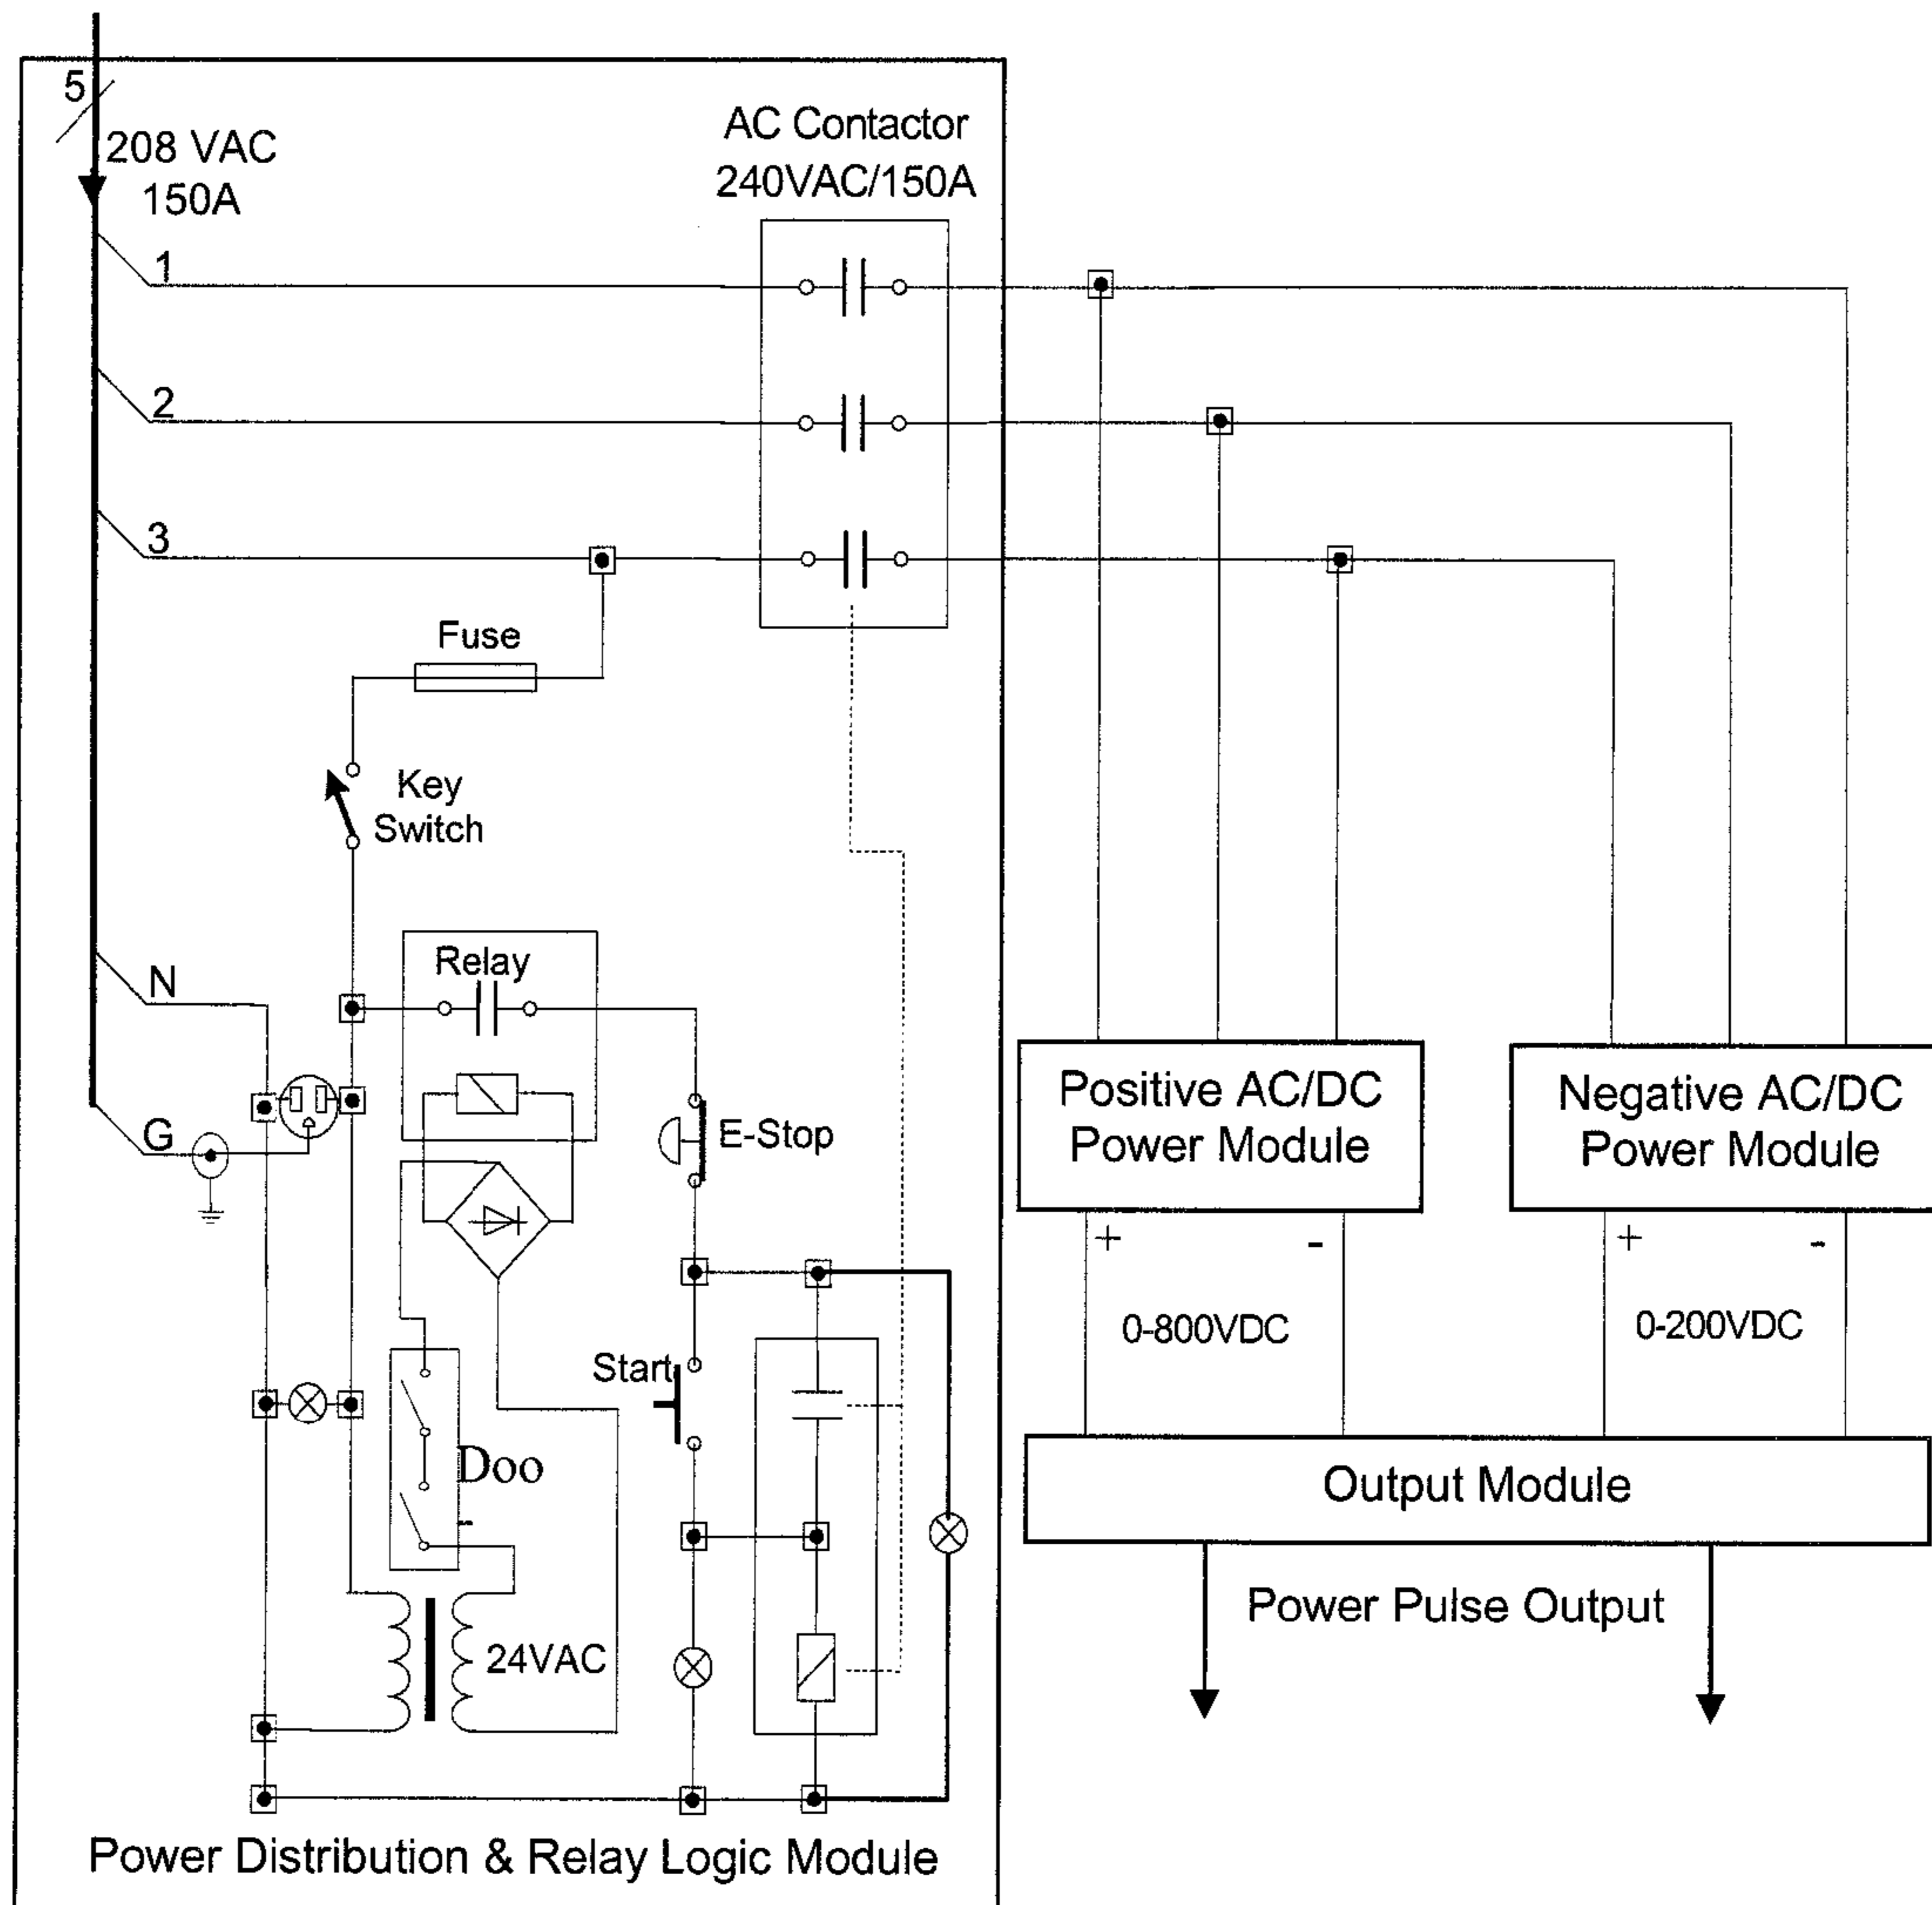 5
208 VAC
150A
AC Contactor
240VAC/150A
1
2
3
Fuse
Key
Switch
Relay
N
G
E-Stop
Positive AC/DC
Power Module
Negative AC/DC
Power Module
+
-
+
-
0-800VDC
0-200VDC
Start
Doo
-
24VAC
Output Module
Power Pulse Output
Power Distribution & Relay Logic Module